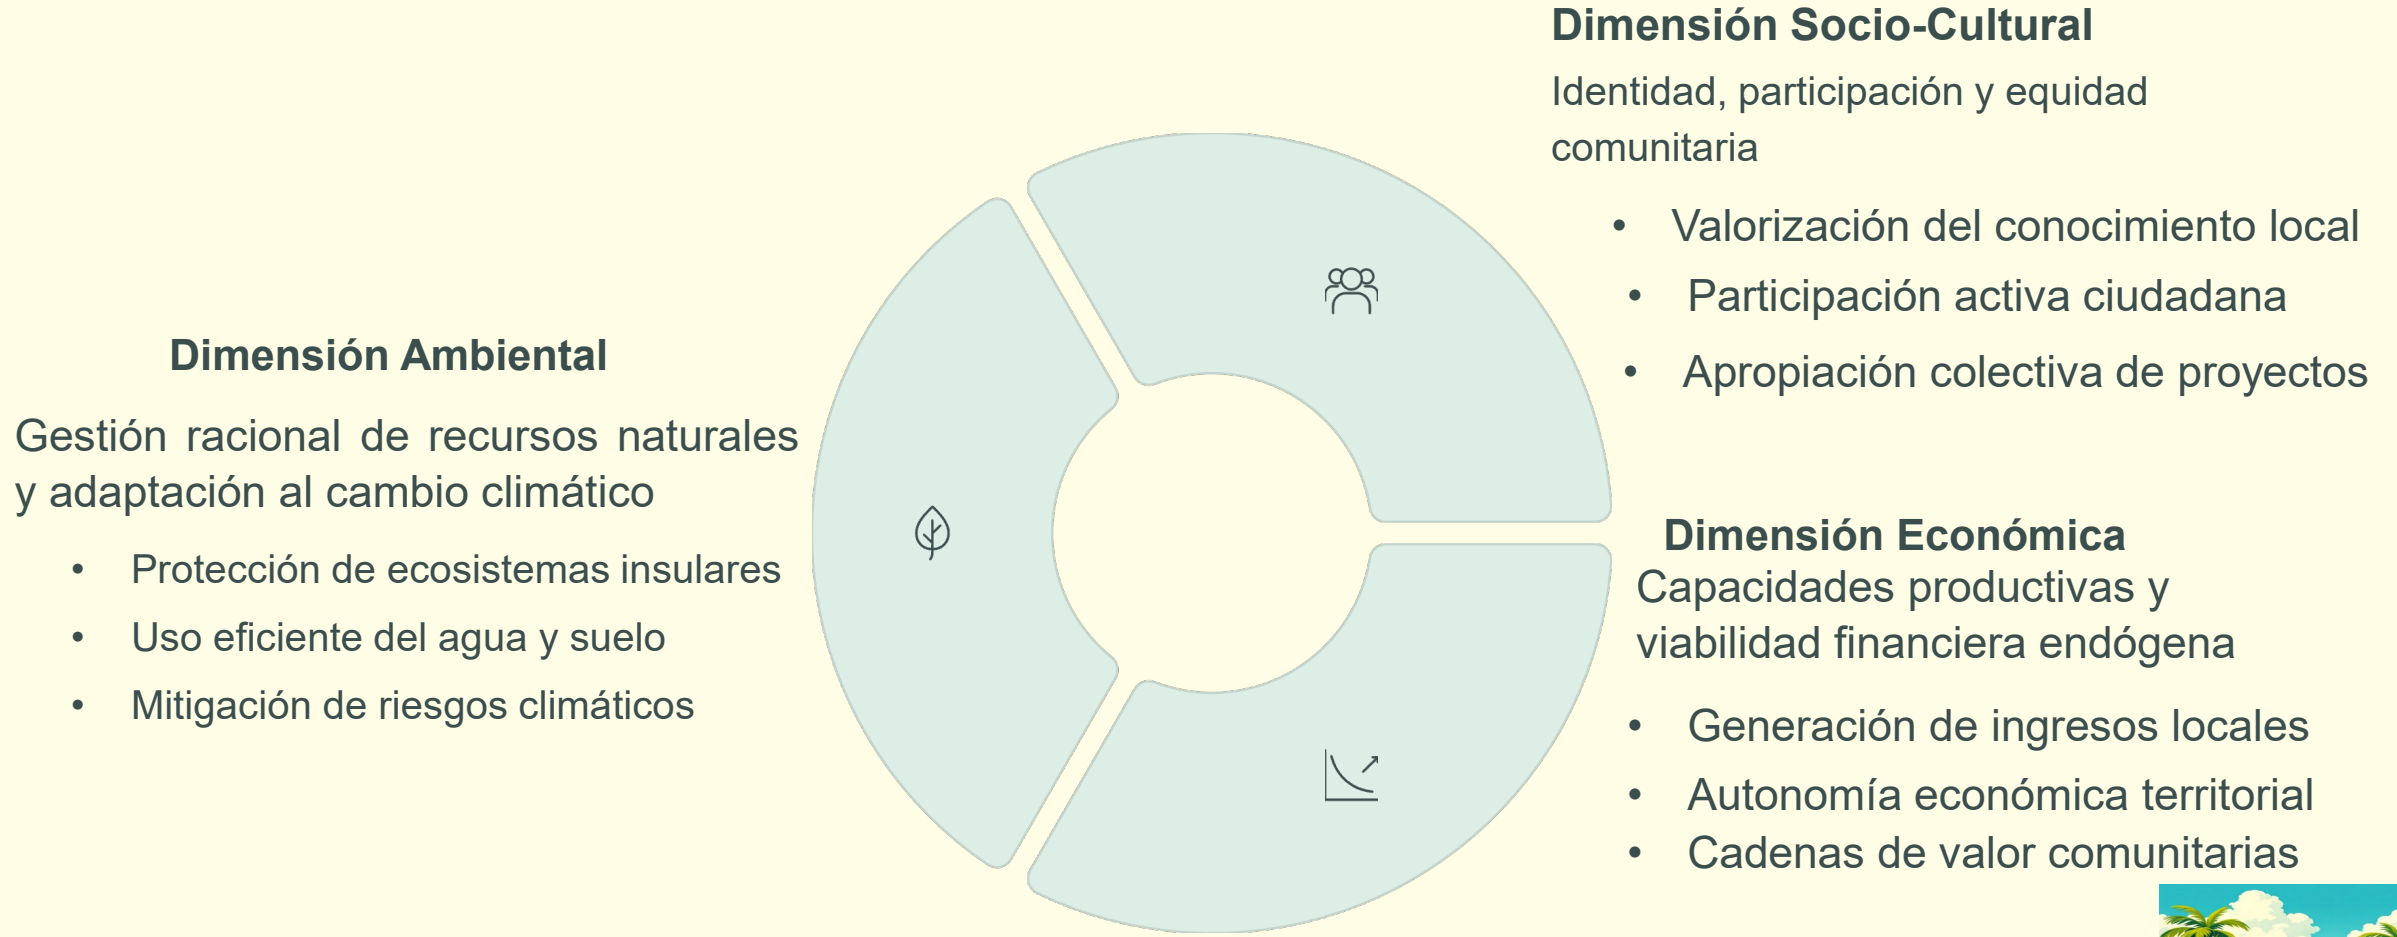 Dimensión Socio-Cultural
Identidad, participación y equidad
comunitaria
• Valorización del conocimiento local
• Participación activa ciudadana
• Apropiación colectiva de proyectos
Dimensión Ambiental
Gestión racional de recursos naturales
y adaptación al cambio climático
• Protección de ecosistemas insulares
• Uso eficiente del agua y suelo
• Mitigación de riesgos climáticos
Dimensión Económica
Capacidades productivas y
viabilidad financiera endógena
• Generación de ingresos locales
• Autonomía económica territorial
• Cadenas de valor comunitarias